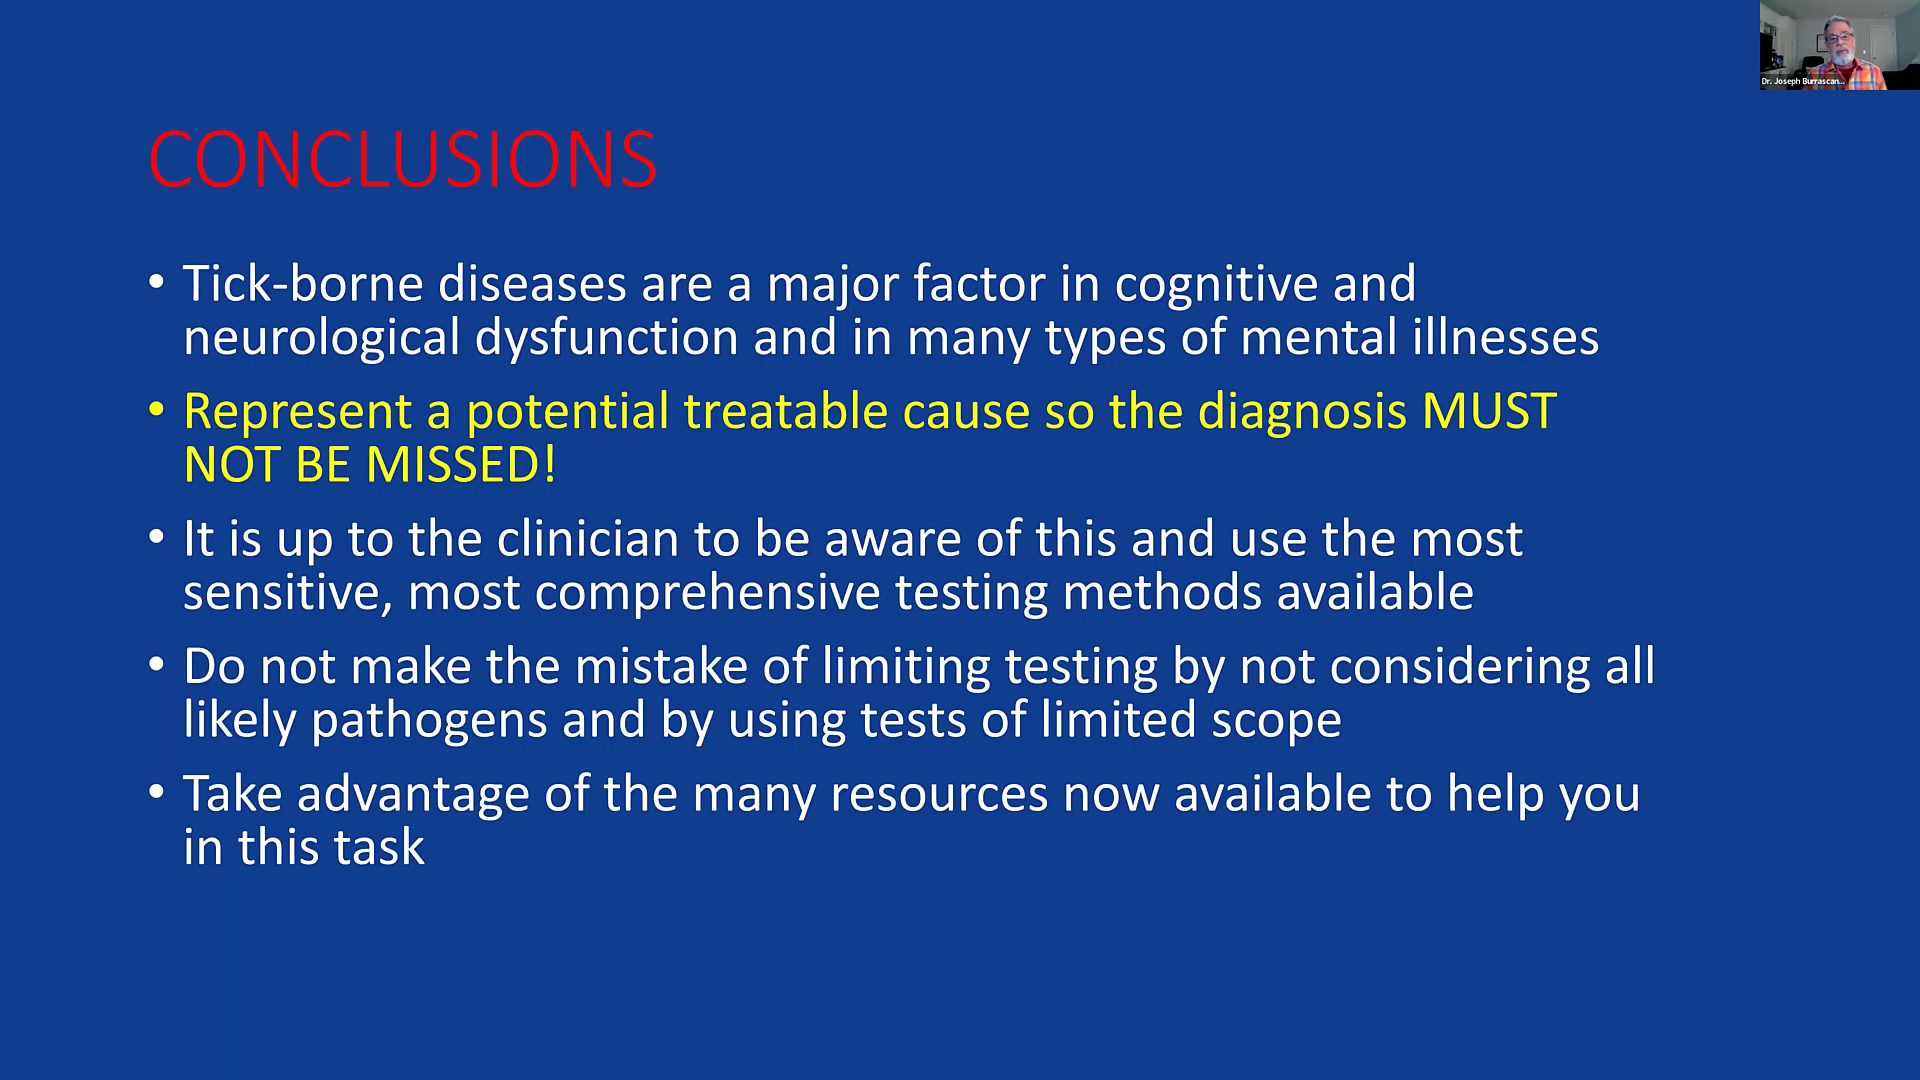 Dr. Joseph Burrascan...
CONCLUSIONS
• Tick-borne diseases are a major factor in cognitive and
neurological dysfunction and in many types of mental illnesses
• Represent a potential treatable cause so the diagnosis MUST
NOT BE MISSED!
• It is up to the clinician to be aware of this and use the most
sensitive, most comprehensive testing methods available
• Do not make the mistake of limiting testing by not considering all
likely pathogens and by using tests of limited scope
• Take advantage of the many resources now available to help you
in this task